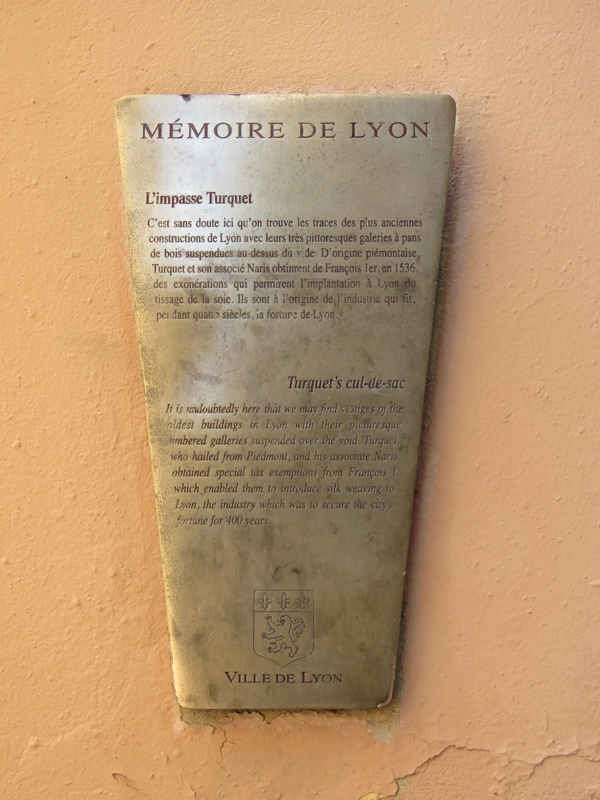 MÉMOIRE DE LYON
L'impasse Turquet
C'est sans doute ici qu'on trouve les traces des plus anciennes
constructions de Lyon avec leurs très pittoresques galeries à pans
de bois suspendues au-dessus du vide. D'origine piémontaise,
Turquet et son associé Naris obtinrent de François 1er, en 1536,
des exonérations qui permirent l'implantation à Lyon du
tissage de la soie. Ils sont à l'origine de l'industrie qui fit,
pendant quatre siècles, la fortune de Lyon.
Turquet's cul-de-sac
It is undoubtedly here that we may find vestiges of the
oldest buildings in Lyon with their picturesque
timbered galleries suspended over the void. Turquet,
who hailed from Piedmont, and his associate Naris
obtained special tax exemptions from François I
which enabled them to introduce silk weaving to
Lyon, the industry which was to secure the city's
fortune for 400 years.
VILLE DE LYON